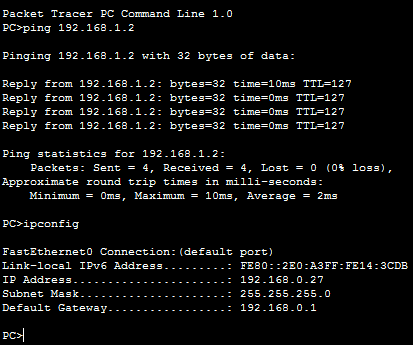 Packet Tracer PC Command Line 1.0
PC>ping 192.168.1.2
Pinging 192.168.1.2 with 32 bytes of data:
Reply from 192.168.1.2: bytes=32 time=10ms TTL=127
Reply from 192.168.1.2: bytes=32 time=0ms TTL=127
Reply from 192.168.1.2: bytes=32 time=0ms TTL=127
Reply from 192.168.1.2: bytes=32 time=0ms TTL=127
Ping statistics for 192.168.1.2:
Packets: Sent = 4, Received = 4, Lost = 0 (0% loss),
Approximate round trip times in milli-seconds:
Minimum = 0ms, Maximum = 10ms, Average = 2ms
PC>ipconfig
FastEthernet0 Connection:(default port)
Link-local IPv6 Address.........: FE80::2E0:A3FF:FE14:3CDB
IP Address......................: 192.168.0.27
Subnet Mask.....................: 255.255.255.0
Default Gateway.................: 192.168.0.1
PC>